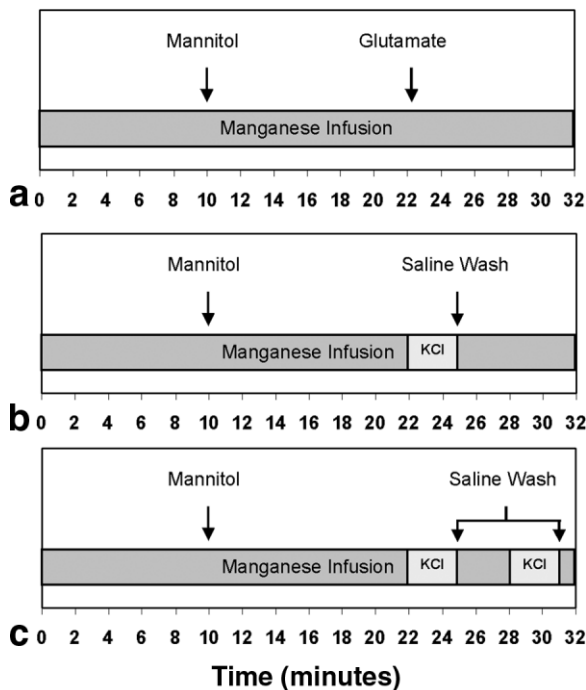 Mannitol Glutamate
Manganese Infusion
a 0 2 4 6 8 10 12 14 16 18 20 22 24 26 28 30 32
Mannitol Saline Wash
Manganese Infusion KCl
b 0 2 4 6 8 10 12 14 16 18 20 22 24 26 28 30 32
Mannitol Saline Wash
Manganese Infusion KCl KCl
c 0 2 4 6 8 10 12 14 16 18 20 22 24 26 28 30 32
Time (minutes)